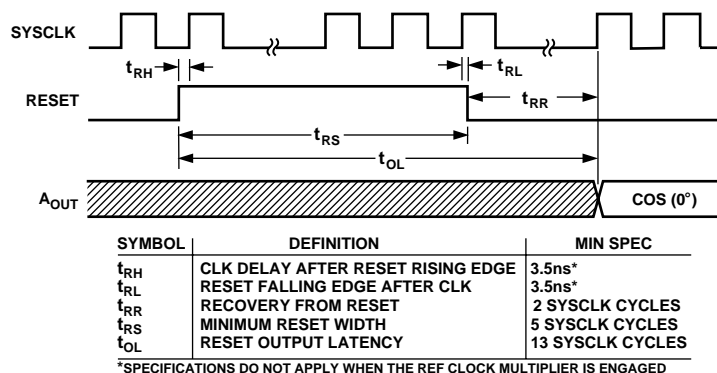 SYSCLK
tRH
tRL
RESET
tRR
tRS
tOL
AOUT
COS (0°)
SYMBOL DEFINITION MIN SPEC
tRH CLK DELAY AFTER RESET RISING EDGE 3.5ns*
tRL RESET FALLING EDGE AFTER CLK 3.5ns*
tRR RECOVERY FROM RESET 2 SYSCLK CYCLES
tRS MINIMUM RESET WIDTH 5 SYSCLK CYCLES
tOL RESET OUTPUT LATENCY 13 SYSCLK CYCLES
*SPECIFICATIONS DO NOT APPLY WHEN THE REF CLOCK MULTIPLIER IS ENGAGED